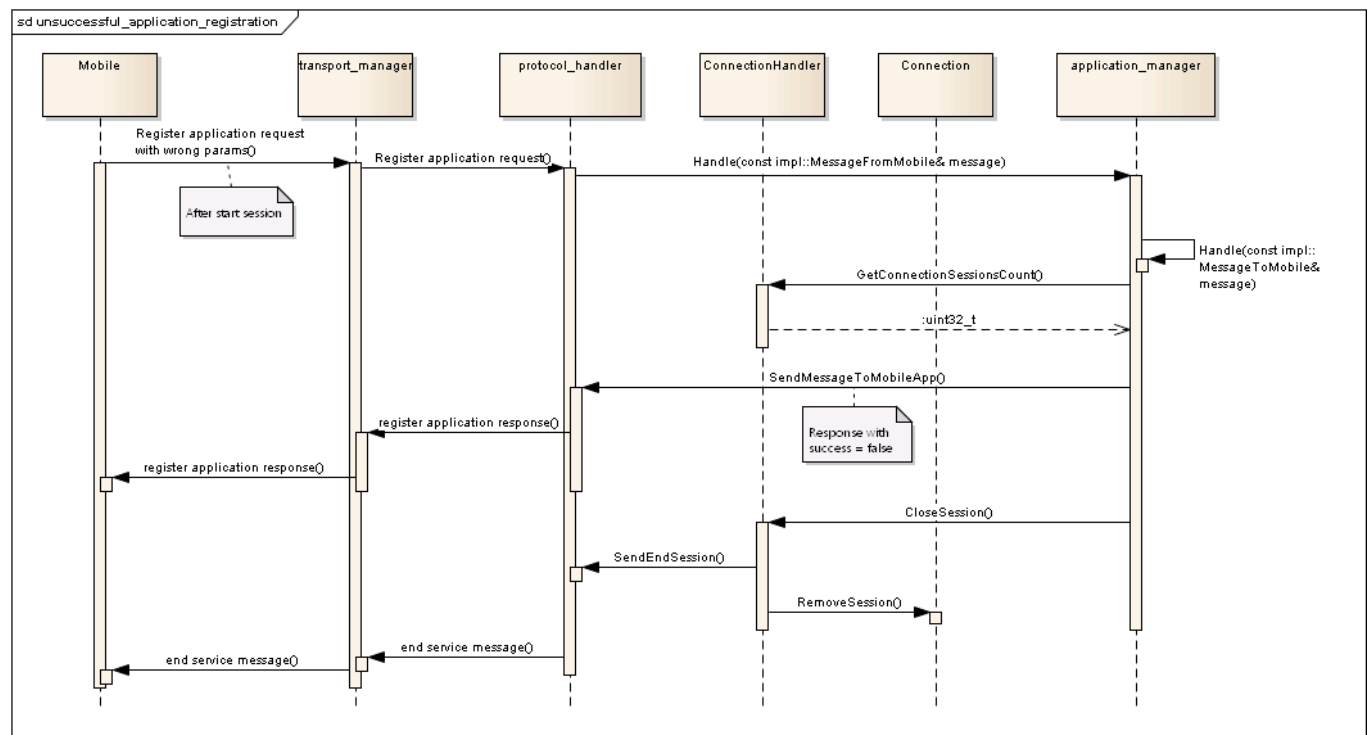 sd unsuccessful_application_registration
Mobile
transport_manager
protocol_handler
ConnectionHandler
Connection
application_manager
Register application request
with wrong params()
Register application request()
Handle(const impl::MessageFromMobile& message)
After start session
Handle(const impl::
MessageToMobile&
message)
GetConnectionSessionsCount()
:uint32_t
SendMessageToMobileApp()
Response with
success = false
register application response()
register application response()
CloseSession()
SendEndSession()
RemoveSession()
end service message()
end service message()